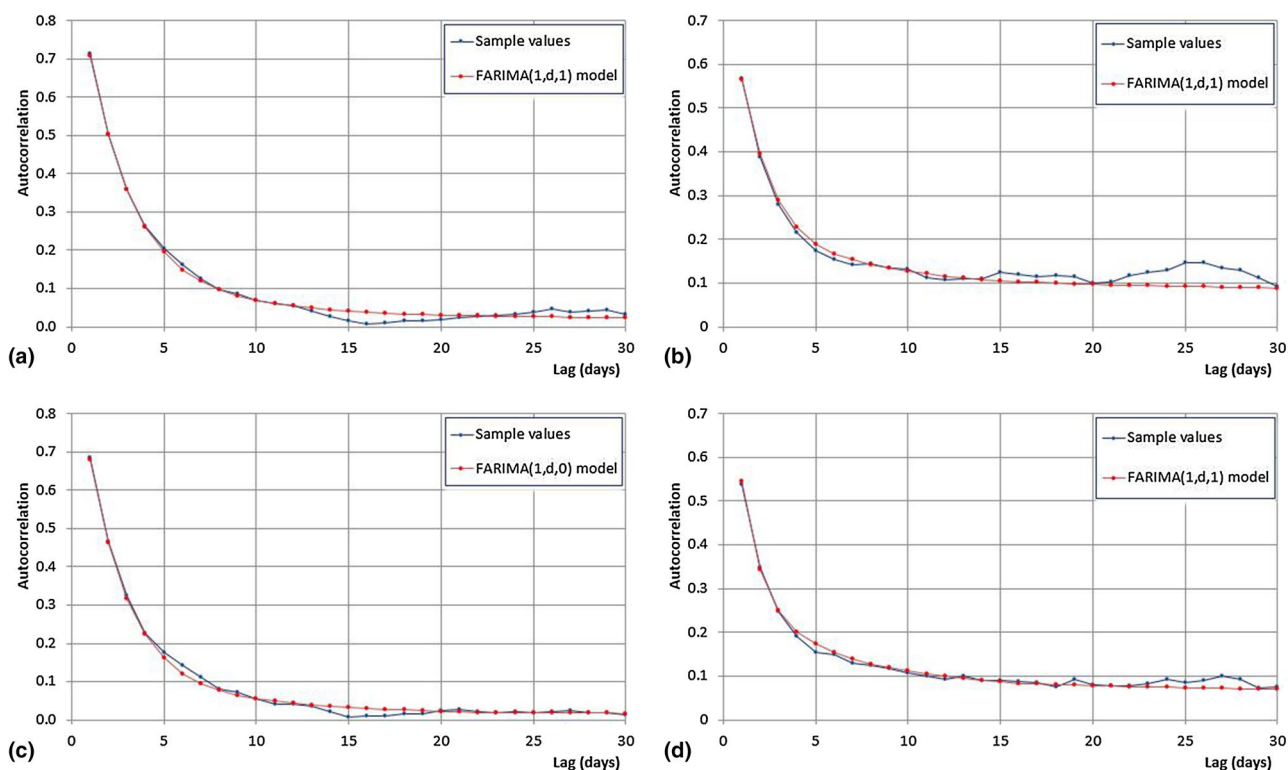 0.8
0.7
0.6
0.5
0.4
0.3
0.2
0.1
0.0
Autocorrelation
Sample values
FARIMA(1,d,1) model
0 5 10 15 20 25 30
Lag (days)
(a)
0.7
0.6
0.5
0.4
0.3
0.2
0.1
0
Autocorrelation
Sample values
FARIMA(1,d,1) model
0 5 10 15 20 25 30
Lag (days)
(b)
0.8
0.7
0.6
0.5
0.4
0.3
0.2
0.1
0.0
Autocorrelation
Sample values
FARIMA(1,d,0) model
0 5 10 15 20 25 30
Lag (days)
(c)
0.7
0.6
0.5
0.4
0.3
0.2
0.1
0
Autocorrelation
Sample values
FARIMA(1,d,1) model
0 5 10 15 20 25 30
Lag (days)
(d)